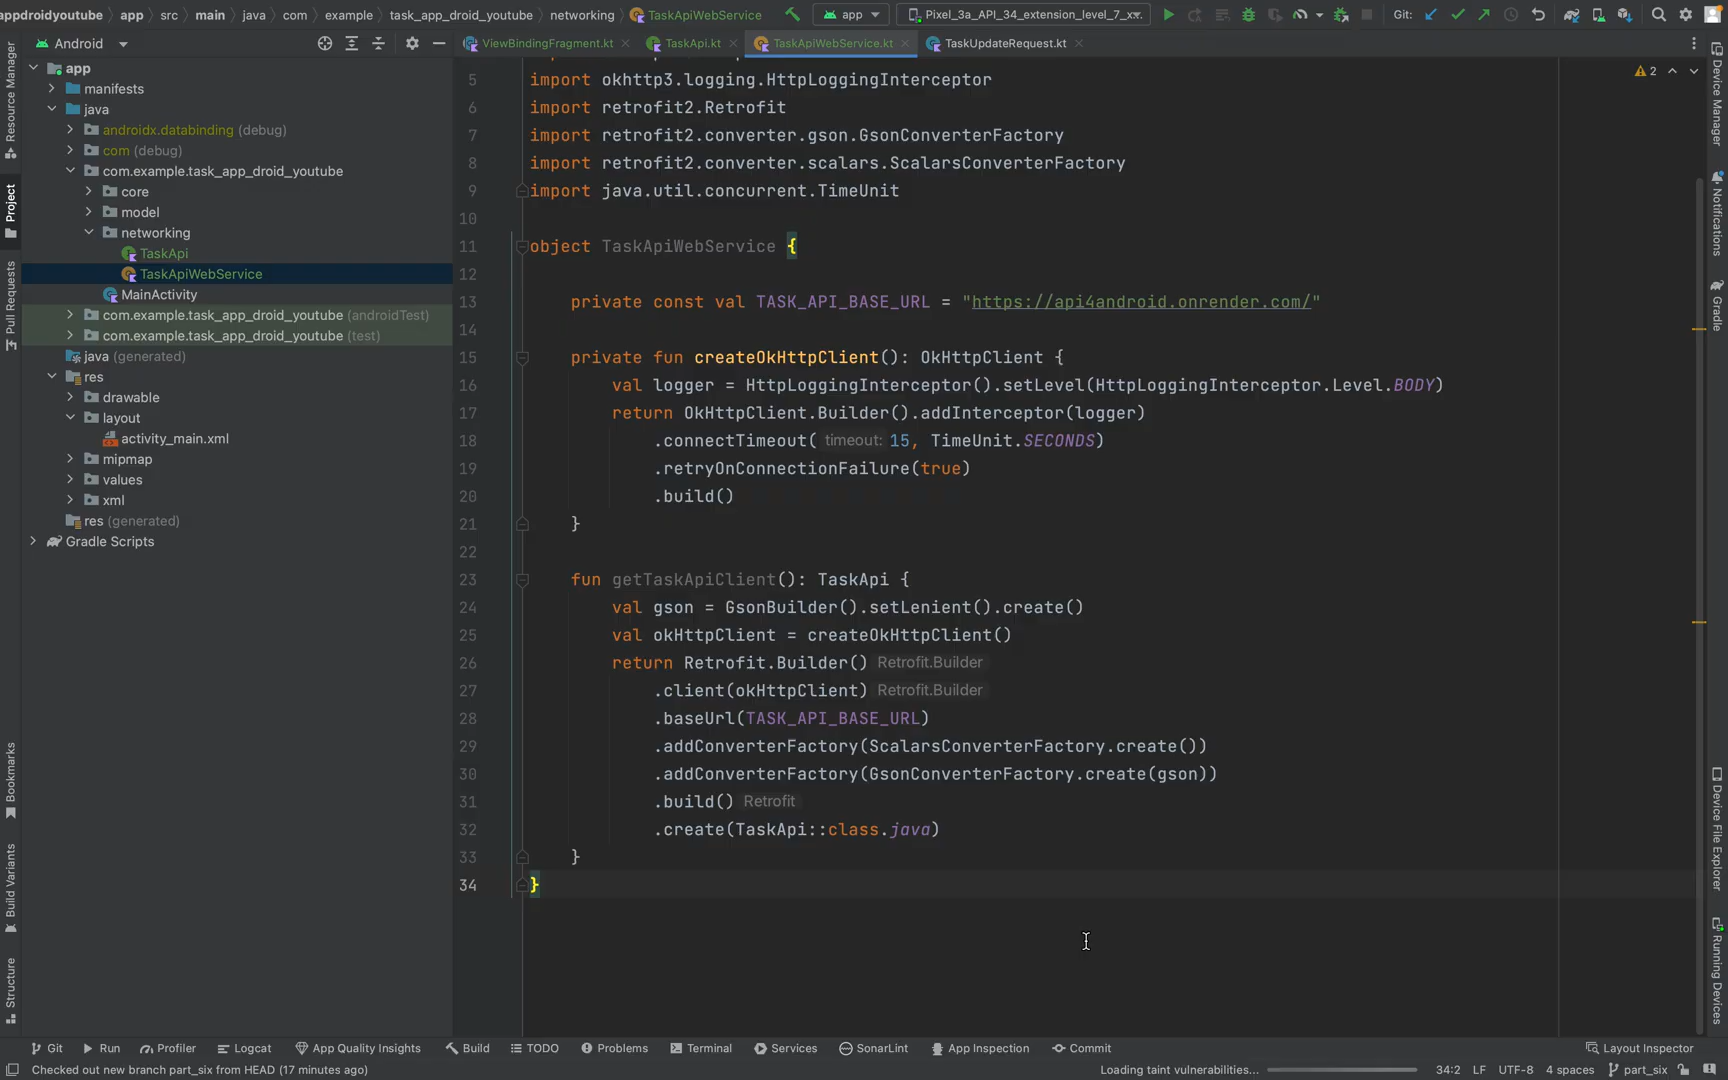 appdroidyoutube app src main java com example task_app_droid_youtube networking TaskApiWebService app Pixel_3a_API_34_extension_level_7_x Git:
Android
ViewBindingFragment.kt TaskApi.kt TaskApiWebService.kt TaskUpdateRequest.kt
Resource Manager
Project
Pull Requests
Bookmarks
Build Variants
Structure
app
manifests
java
androidx.databinding (debug)
com (debug)
com.example.task_app_droid_youtube
core
model
networking
TaskApi
TaskApiWebService
MainActivity
com.example.task_app_droid_youtube (androidTest)
com.example.task_app_droid_youtube (test)
java (generated)
res
drawable
layout
activity_main.xml
mipmap
values
xml
res (generated)
Gradle Scripts
2
5 import okhttp3.logging.HttpLoggingInterceptor
6 import retrofit2.Retrofit
7 import retrofit2.converter.gson.GsonConverterFactory
8 import retrofit2.converter.scalars.ScalarsConverterFactory
9 import java.util.concurrent.TimeUnit
10
11 object TaskApiWebService {
12
13 private const val TASK_API_BASE_URL = "https://api4android.onrender.com/"
14
15 private fun createOkHttpClient(): OkHttpClient {
16 val logger = HttpLoggingInterceptor().setLevel(HttpLoggingInterceptor.Level.BODY)
17 return OkHttpClient.Builder().addInterceptor(logger)
18 .connectTimeout( timeout: 15, TimeUnit.SECONDS)
19 .retryOnConnectionFailure(true)
20 .build()
21 }
22
23 fun getTaskApiClient(): TaskApi {
24 val gson = GsonBuilder().setLenient().create()
25 val okHttpClient = createOkHttpClient()
26 return Retrofit.Builder() Retrofit.Builder
27 .client(okHttpClient) Retrofit.Builder
28 .baseUrl(TASK_API_BASE_URL)
29 .addConverterFactory(ScalarsConverterFactory.create())
30 .addConverterFactory(GsonConverterFactory.create(gson))
31 .build() Retrofit
32 .create(TaskApi::class.java)
33 }
34 }
Device Manager
Notifications
Gradle
Device File Explorer
Running Devices
Git Run Profiler Logcat App Quality Insights Build TODO Problems Terminal Services SonarLint App Inspection Commit Layout Inspector
Checked out new branch part_six from HEAD (17 minutes ago) Loading taint vulnerabilities... 34:2 LF UTF-8 4 spaces part_six